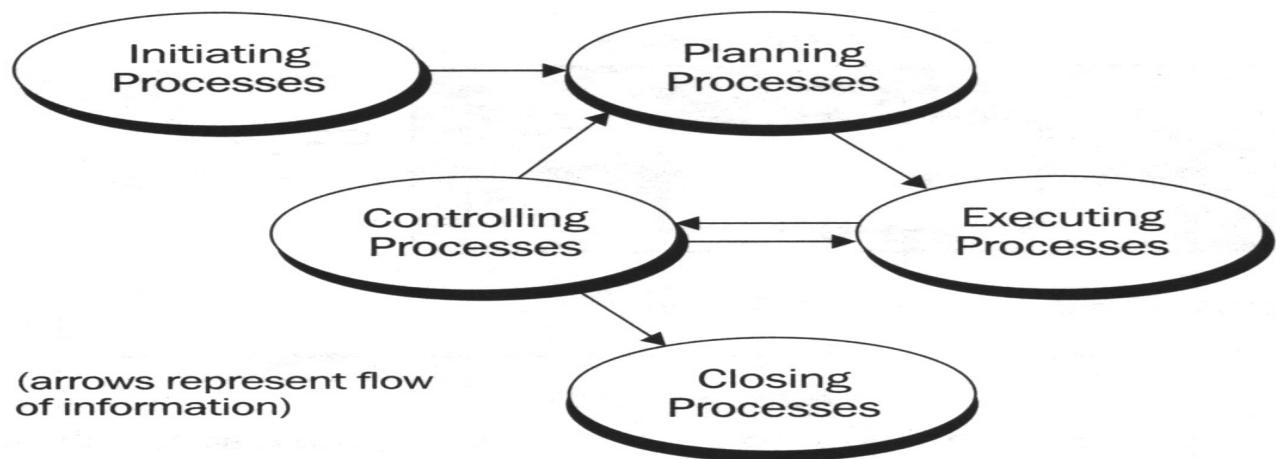 Initiating
Processes
Planning
Processes
Controlling
Processes
Executing
Processes
Closing
Processes
(arrows represent flow
of information)